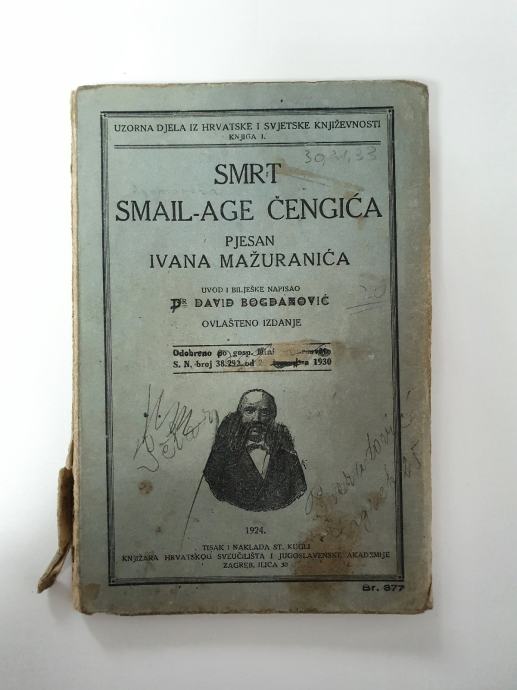 UZORNA DJELA IZ HRVATSKE I SVJETSKE KNJIŽEVNOSTI
KNJIGA I.
SMRT
SMAIL-AGE ČENGIĆA
PJESAN
IVANA MAŽURANIĆA
UVOD I BILJEŠKE NAPISAO
DR DAVID BOGDANOVIĆ
OVLAŠTENO IZDANJE
Odobreno po gosp.
S. N. broj 38.292 od 1930
1924.
TISAK I NAKLADA ST. KUGLI
KNJIŽARA HRVATSKOG SVEUČILIŠTA I JUGOSLAVENSKE AKADEMIJE
ZAGREB, ILICA 30
Br. 877